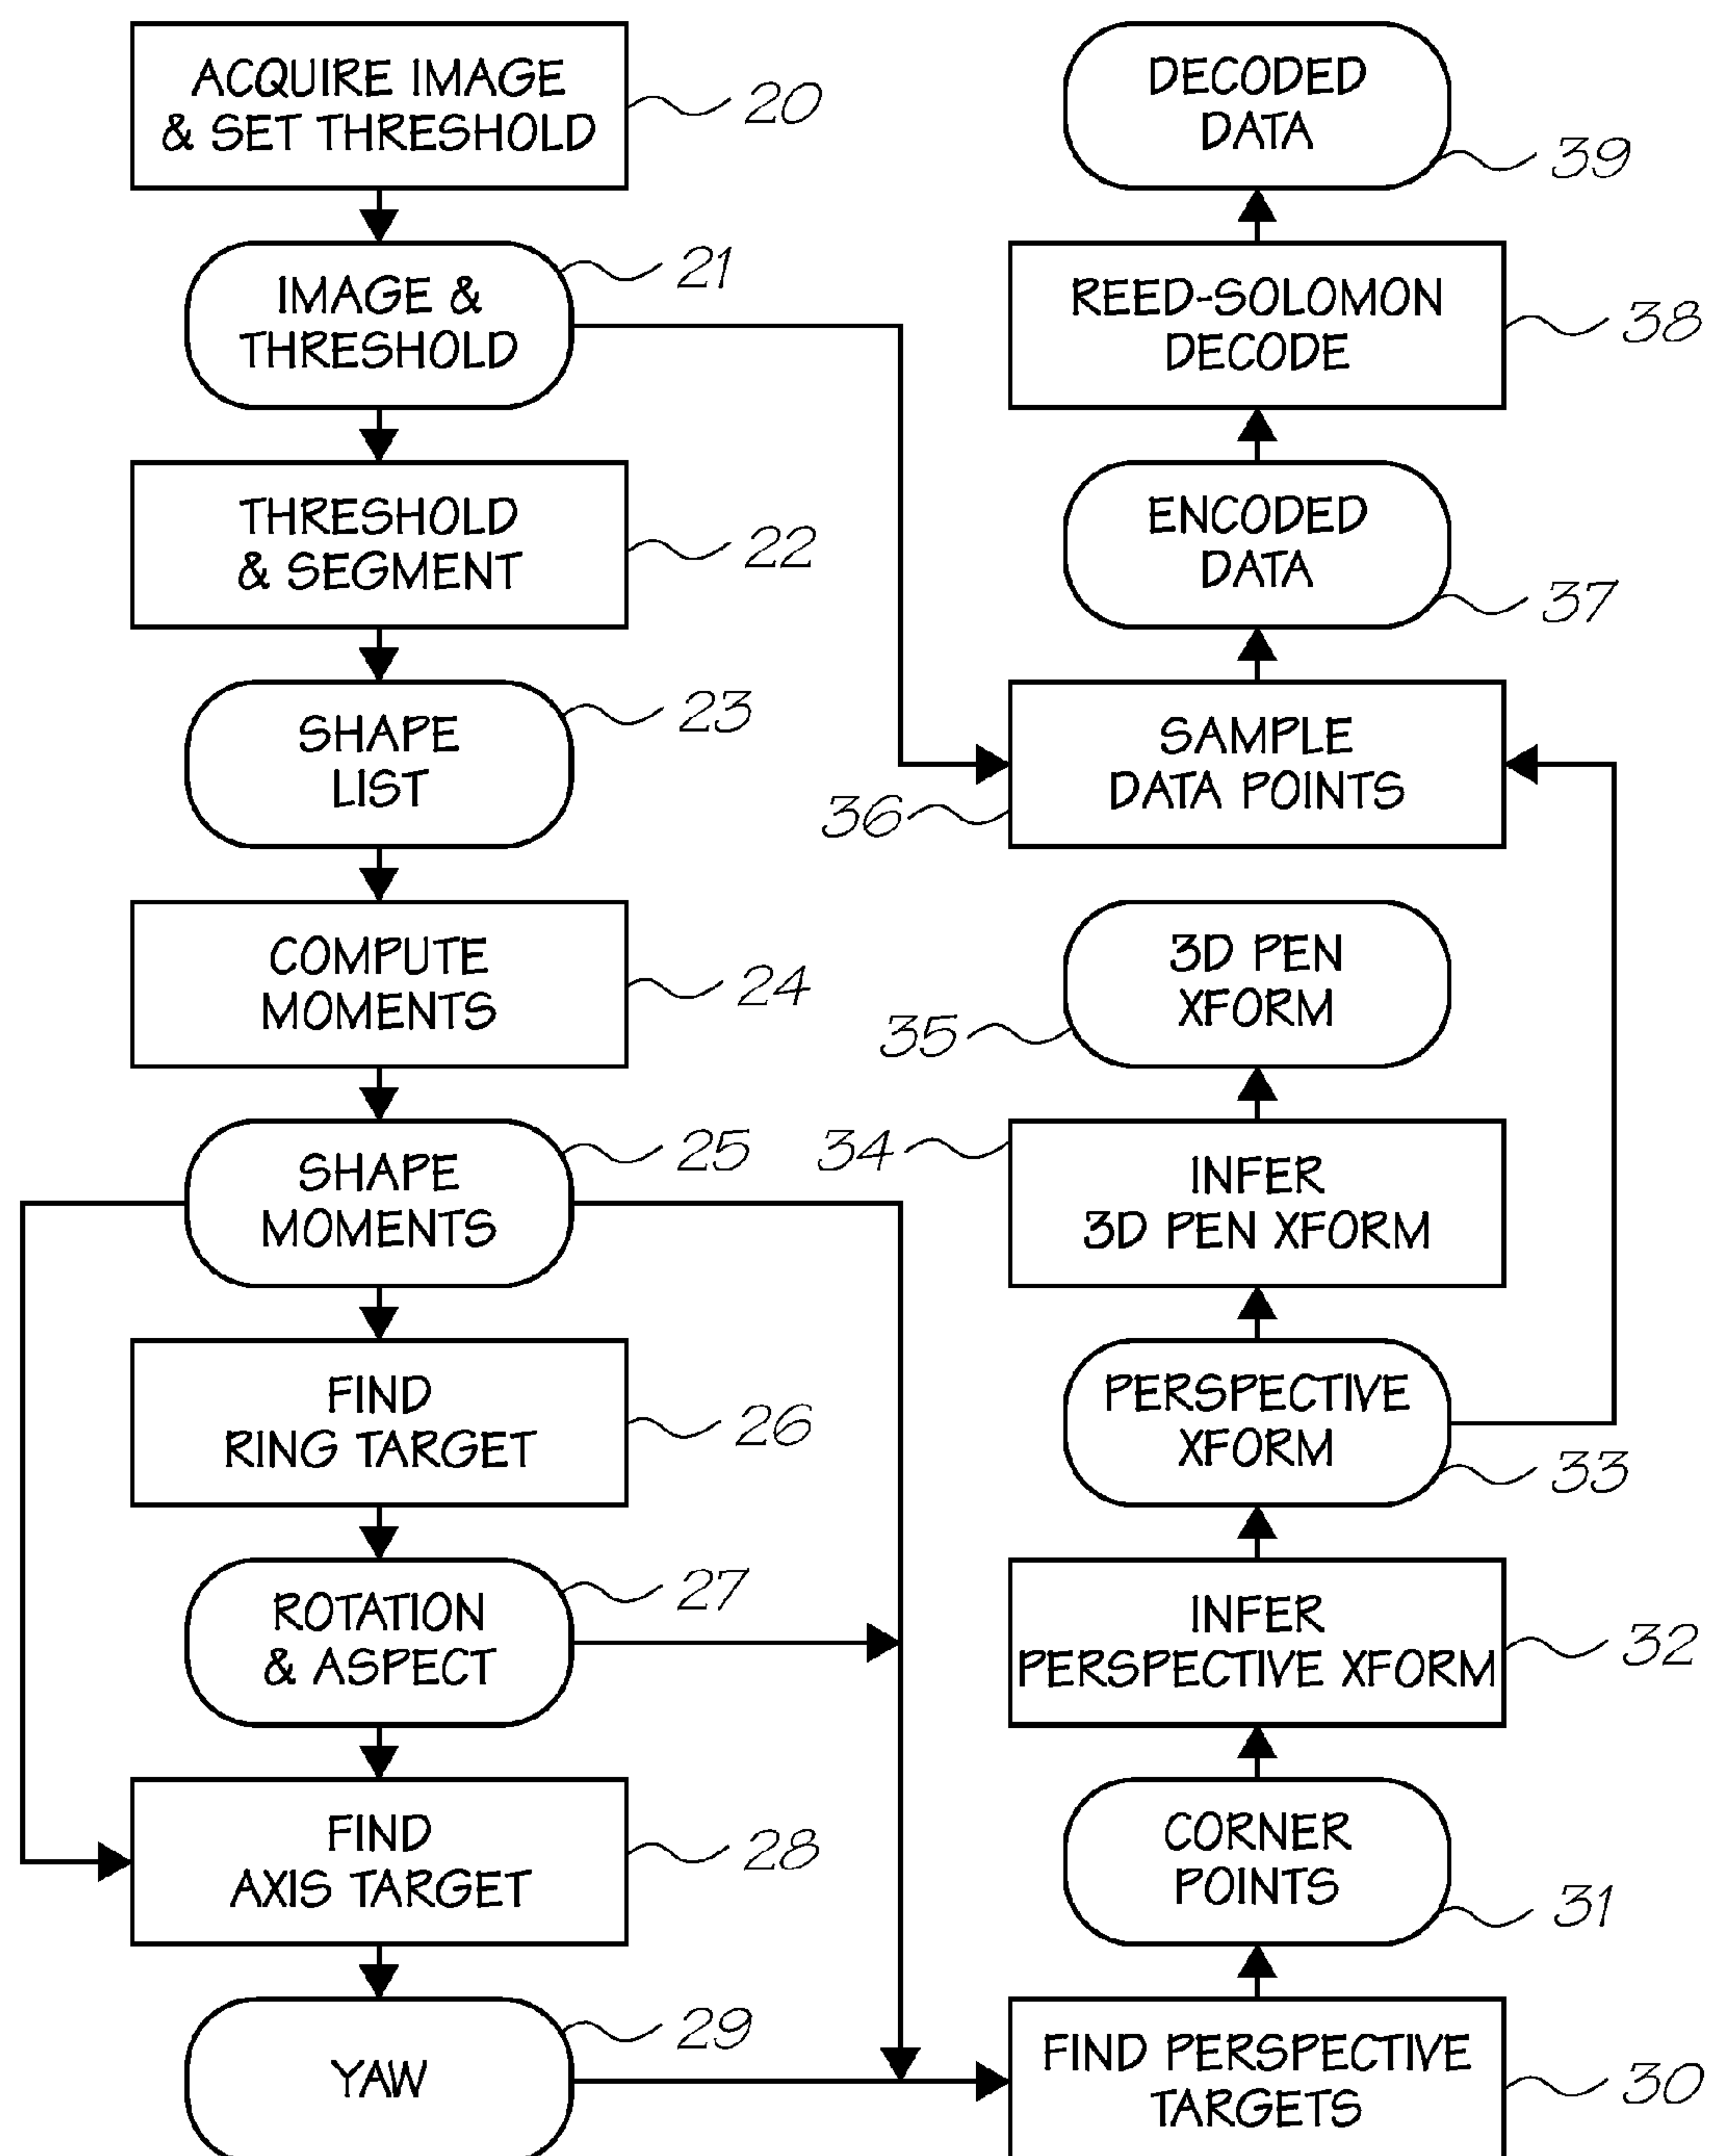 ACQUIRE IMAGE
& SET THRESHOLD
20
IMAGE &
THRESHOLD
21
THRESHOLD
& SEGMENT
22
SHAPE
LIST
23
COMPUTE
MOMENTS
24
SHAPE
MOMENTS
25
FIND
RING TARGET
26
ROTATION
& ASPECT
27
FIND
AXIS TARGET
28
YAW
29
DECODED
DATA
39
REED-SOLOMON
DECODE
38
ENCODED
DATA
37
SAMPLE
DATA POINTS
36
3D PEN
XFORM
35
INFER
3D PEN XFORM
34
PERSPECTIVE
XFORM
33
INFER
PERSPECTIVE XFORM
32
CORNER
POINTS
31
FIND PERSPECTIVE
TARGETS
30